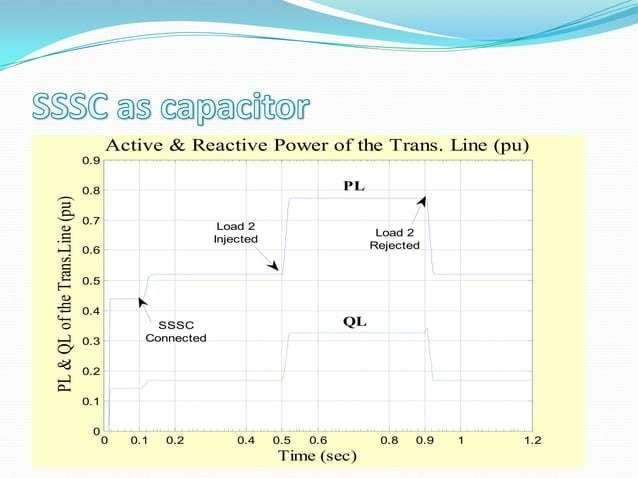 SSSC as capacitor
Active & Reactive Power of the Trans. Line (pu)
PL & QL of the Trans.Line (pu)
0.9
0.8
0.7
0.6
0.5
0.4
0.3
0.2
0.1
0
PL
Load 2
Injected
Load 2
Rejected
SSSC
Connected
QL
0 0.1 0.2 0.4 0.5 0.6 0.8 0.9 1 1.2
Time (sec)